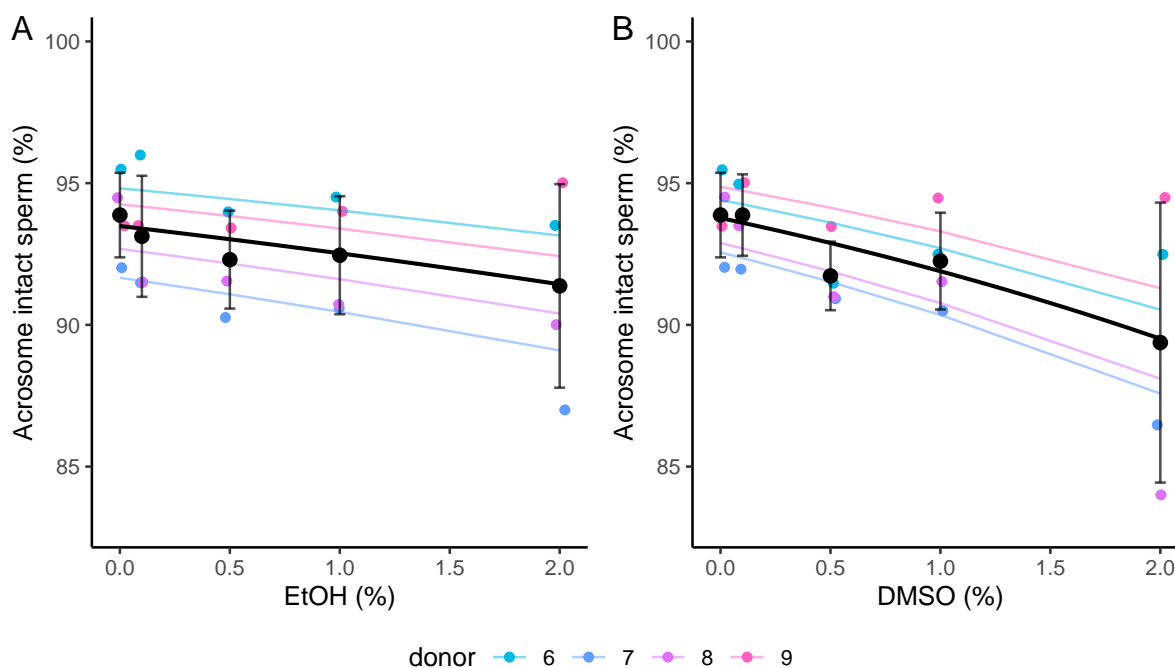 A
B
Acrosome intact sperm (%)
100
95
90
85
0.0 0.5 1.0 1.5 2.0
EtOH (%)
Acrosome intact sperm (%)
100
95
90
85
0.0 0.5 1.0 1.5 2.0
DMSO (%)
donor 6 7 8 9